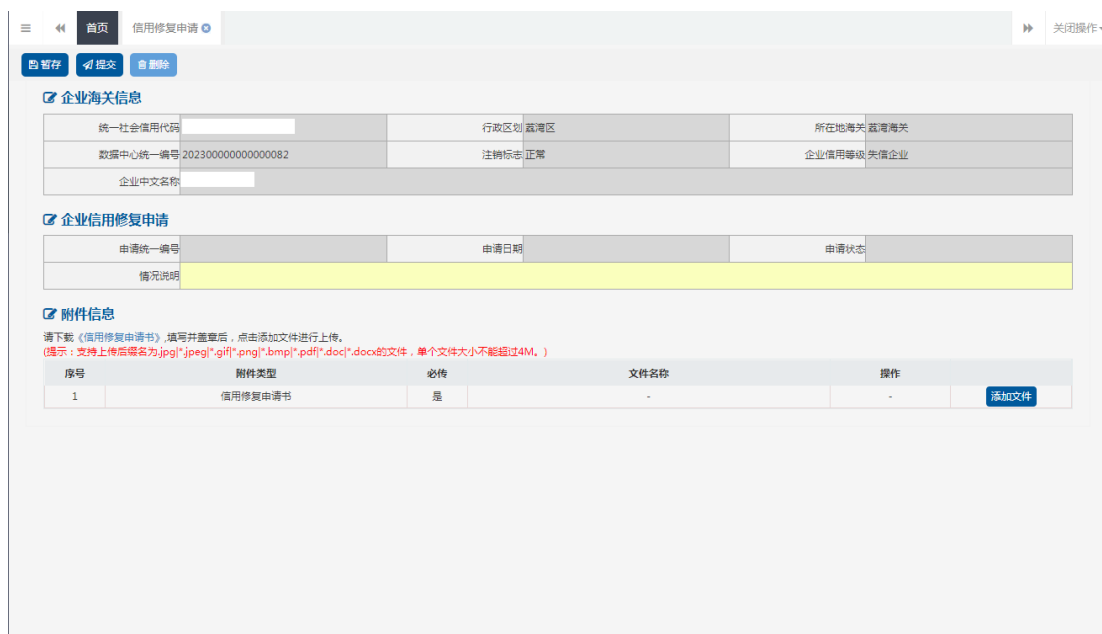 首页 信用修复申请 关闭操作
暂存 提交 删除
企业海关信息
统一社会信用代码 行政区划 荔湾区 所在地海关 荔湾海关
数据中心统一编号 202300000000000082 注销标志 正常 企业信用等级 失信企业
企业中文名称
企业信用修复申请
申请统一编号 申请日期 申请状态
情况说明
附件信息
请下载《信用修复申请书》,填写并盖章后，点击添加文件进行上传。
(提示：支持上传后缀名为.jpg|*.jpeg|*.gif|*.png|*.bmp|*.pdf|*.doc|*.docx的文件，单个文件大小不能超过4M。)
序号 附件类型 必传 文件名称 操作
1 信用修复申请书 是 - - 添加文件